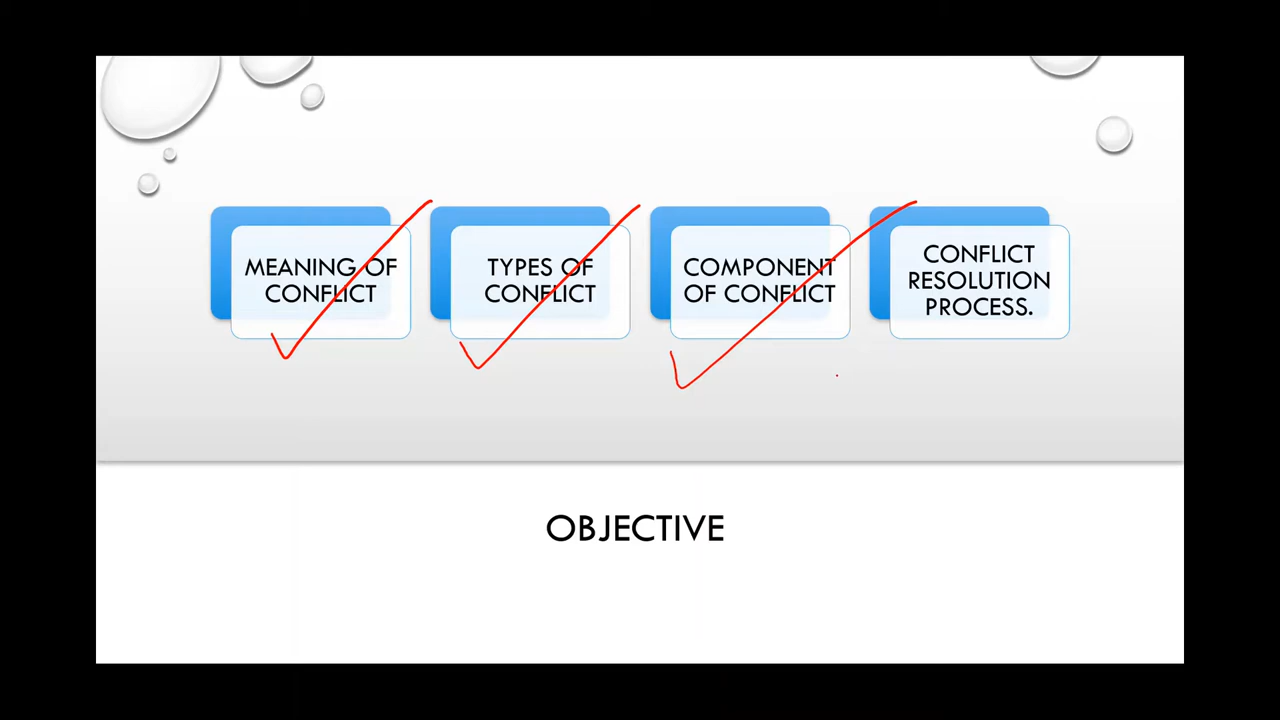 MEANING OF
CONFLICT
TYPES OF
CONFLICT
COMPONENT
OF CONFLICT
CONFLICT
RESOLUTION
PROCESS.
OBJECTIVE